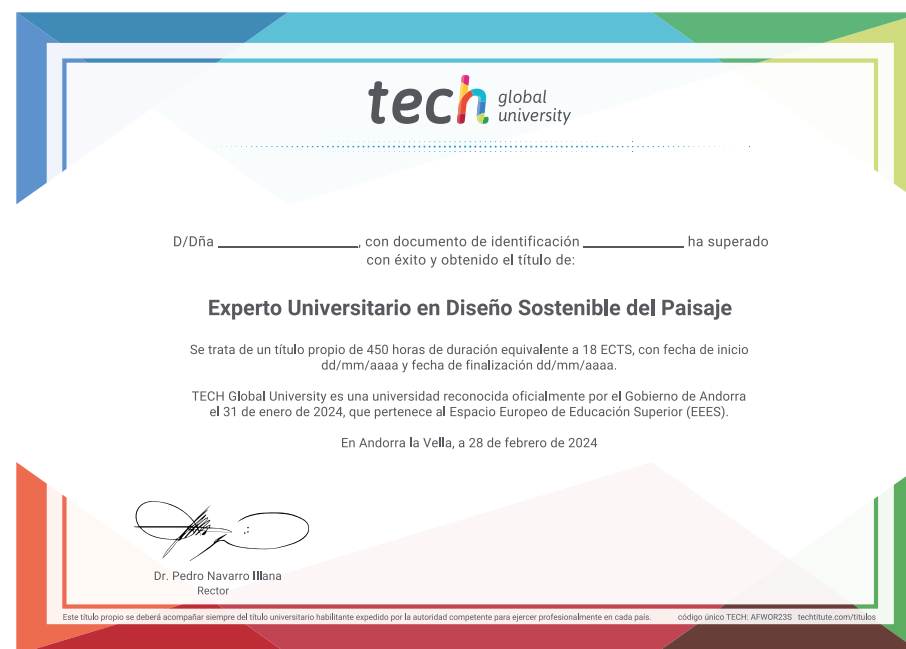 tech global university
D/Dña , con documento de identificación ha superado
con éxito y obtenido el título de:
Experto Universitario en Diseño Sostenible del Paisaje
Se trata de un título propio de 450 horas de duración equivalente a 18 ECTS, con fecha de inicio
dd/mm/aaaa y fecha de finalización dd/mm/aaaa.
TECH Global University es una universidad reconocida oficialmente por el Gobierno de Andorra
el 31 de enero de 2024, que pertenece al Espacio Europeo de Educación Superior (EEES).
En Andorra la Vella, a 28 de febrero de 2024
Dr. Pedro Navarro Illana
Rector
Este título propio se deberá acompañar siempre del título universitario habilitante expedido por la autoridad competente para ejercer profesionalmente en cada país. código único TECH: AFWOR23S techtitute.com/titulos